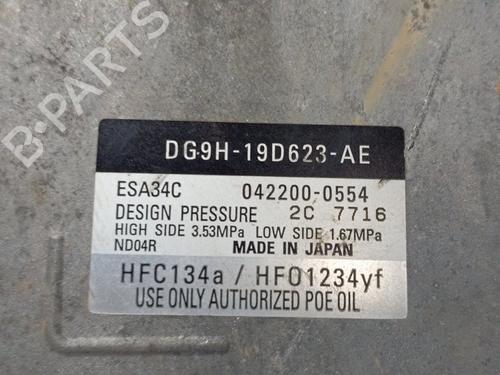 B-PARTS
DG9H-19D623-AE
ESA34C 042200-0554
DESIGN PRESSURE 2C 7716
HIGH SIDE 3.53MPa LOW SIDE 1.67MPa
ND04R MADE IN JAPAN
HFC134a / HFO1234yf
USE ONLY AUTHORIZED POE OIL